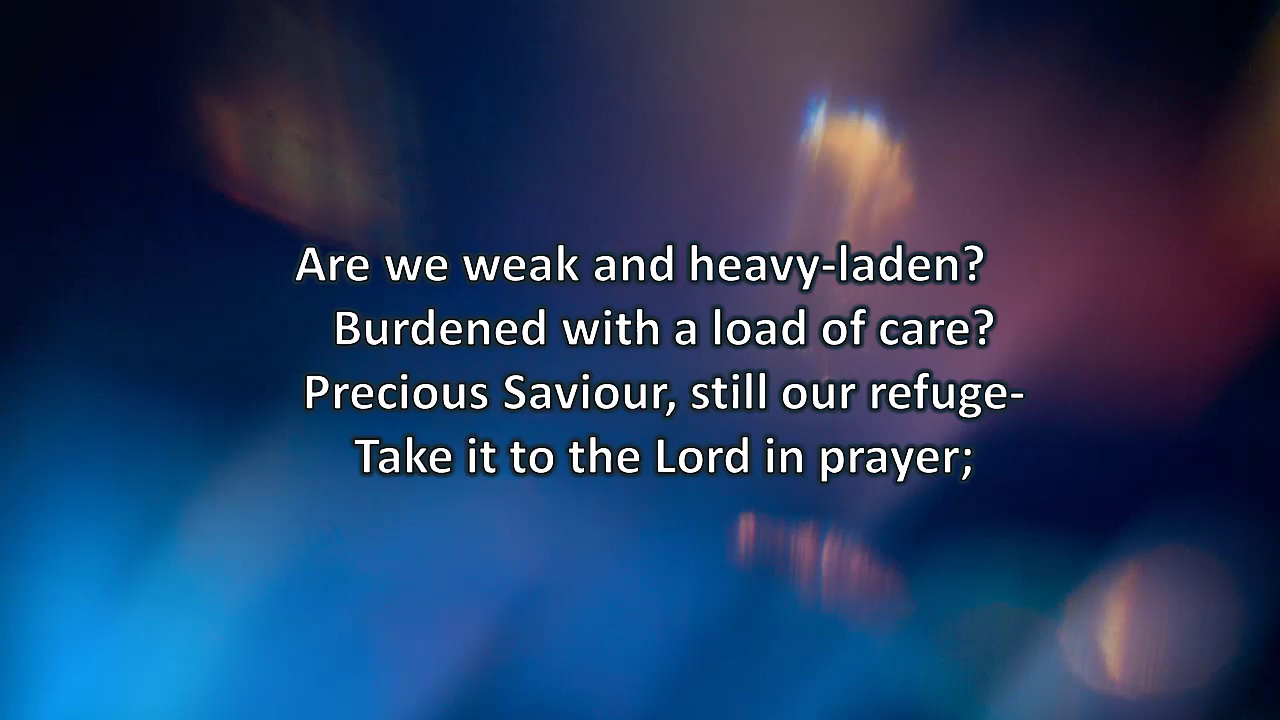 Are we weak and heavy-laden?
Burdened with a load of care?
Precious Saviour, still our refuge-
Take it to the Lord in prayer;